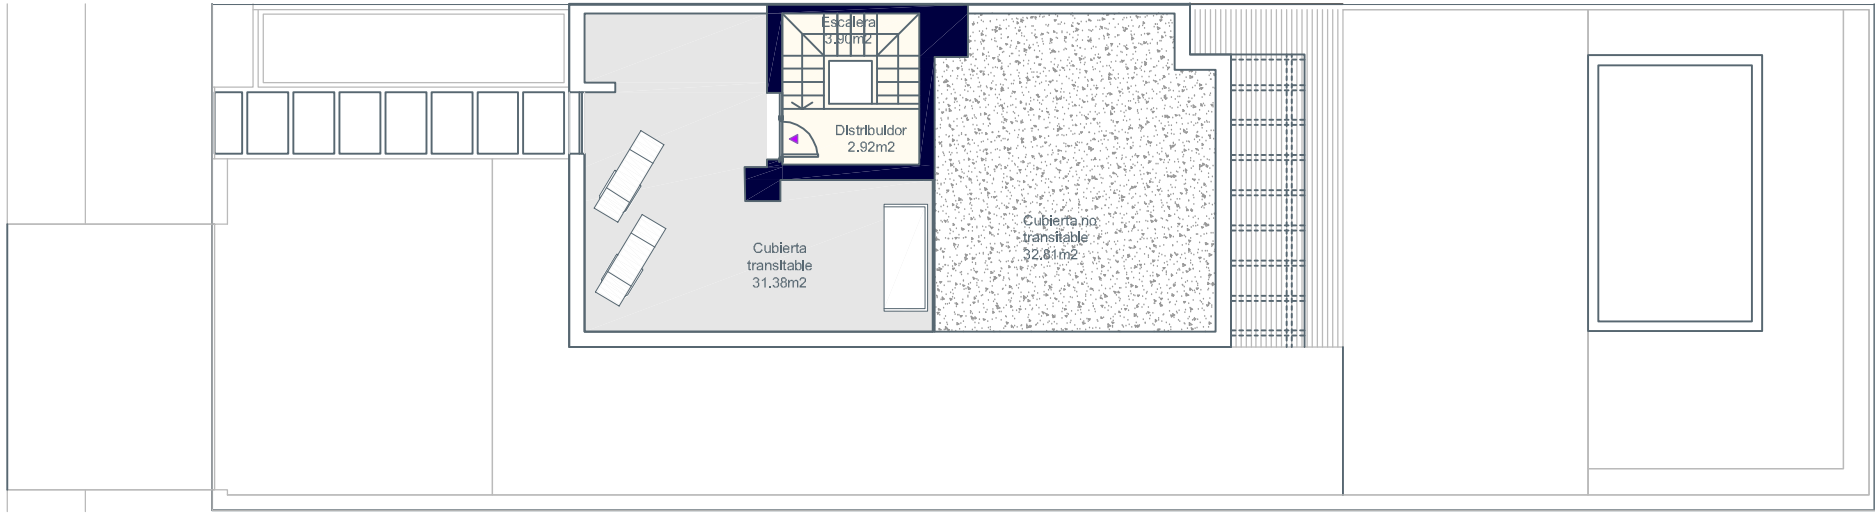 Escalera
3.90m2
Distribuidor
2.92m2
Cubierta
transitable
31.38m2
Cubierta no
transitable
32.81m2